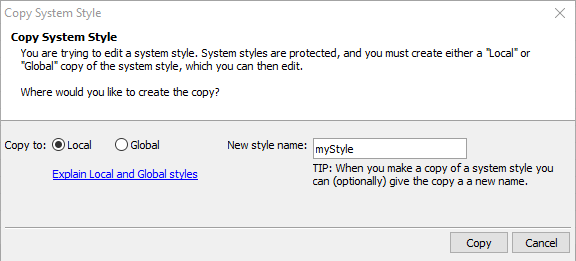 Copy System Style
Copy System Style
You are trying to edit a system style. System styles are protected, and you must create either a "Local" or
"Global" copy of the system style, which you can then edit.
Where would you like to create the copy?
Copy to: Local Global New style name: myStyle
Explain Local and Global styles
TIP: When you make a copy of a system style you
can (optionally) give the copy a a new name.
Copy Cancel